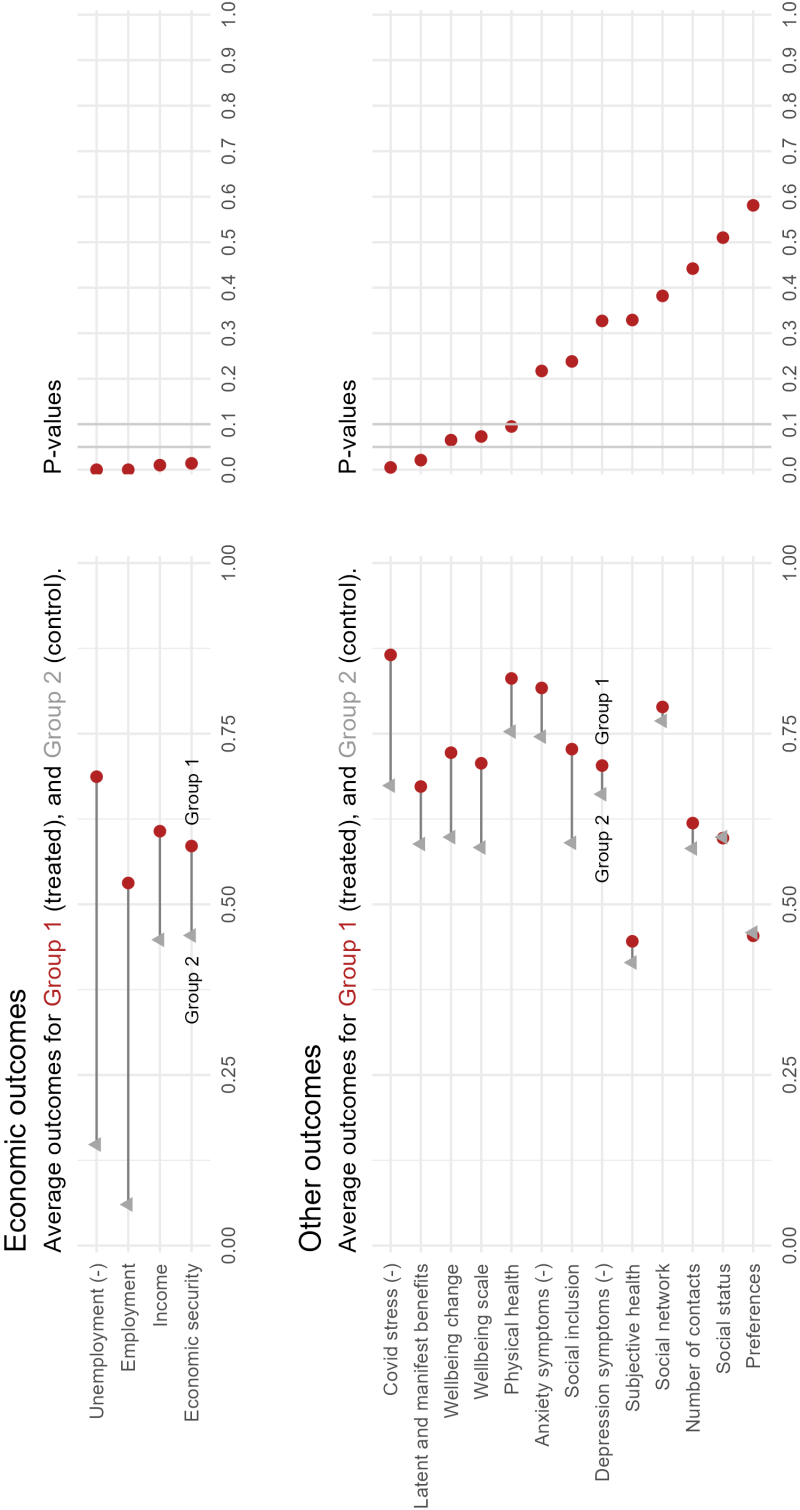 Economic outcomes
Average outcomes for Group 1 (treated), and Group 2 (control).
P-values
Unemployment (-)
Employment
Income
Economic security
Group 2
Group 1
0.00 0.25 0.50 0.75 1.00
0.0 0.1 0.2 0.3 0.4 0.5 0.6 0.7 0.8 0.9 1.0
Other outcomes
Average outcomes for Group 1 (treated), and Group 2 (control).
P-values
Covid stress (-)
Latent and manifest benefits
Wellbeing change
Wellbeing scale
Physical health
Anxiety symptoms (-)
Social inclusion
Depression symptoms (-)
Group 2
Group 1
Subjective health
Social network
Number of contacts
Social status
Preferences
0.00 0.25 0.50 0.75 1.00
0.0 0.1 0.2 0.3 0.4 0.5 0.6 0.7 0.8 0.9 1.0